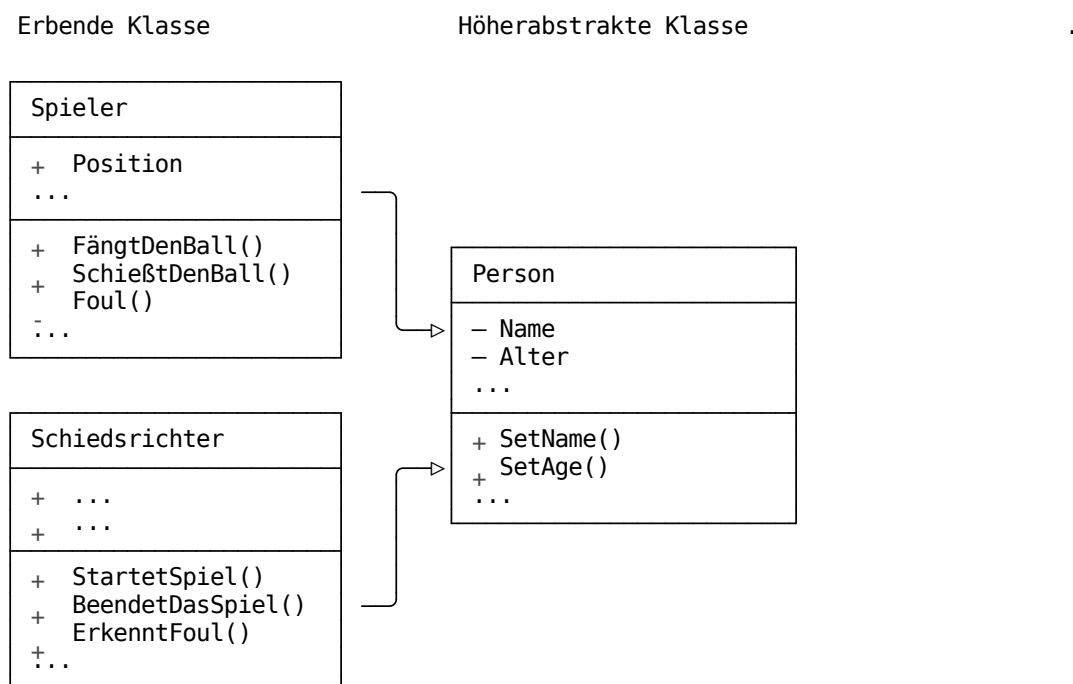 Erbende Klasse
Höherabstrakte Klasse
.
Spieler
+ Position
...
+ FängtDenBall()
+ SchießtDenBall()
- Foul()
...
Schiedsrichter
+ ...
+ ...
+ StartetSpiel()
+ BeendetDasSpiel()
+ ErkenntFoul()
...
Person
– Name
– Alter
...
+ SetName()
+ SetAge()
...